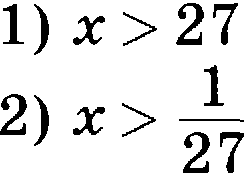 1) x > 27
2) x > 1/27